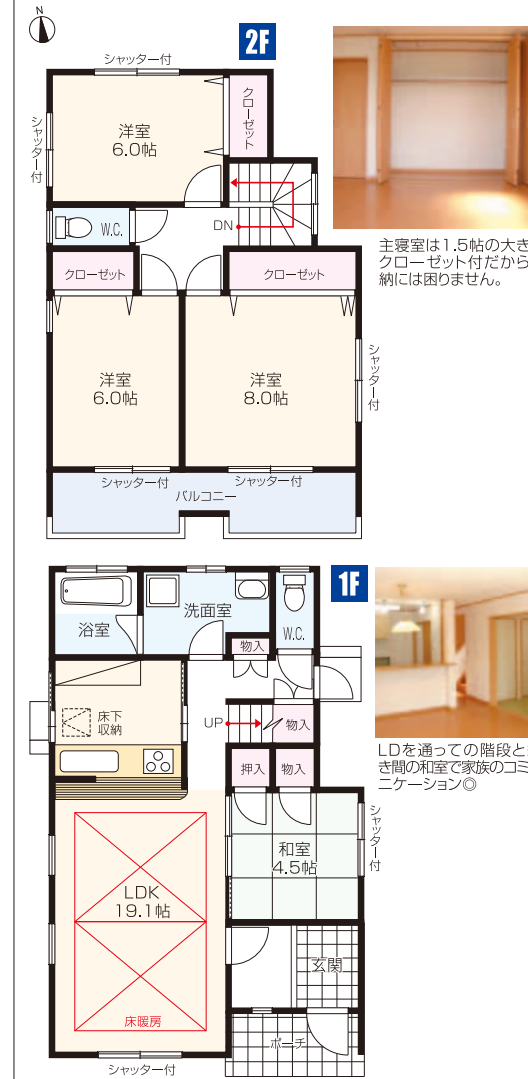 N
2F
シャッター付
シャッター付
洋室
6.0帖
クローゼット
W.C.
DN
クローゼット
クローゼット
洋室
6.0帖
洋室
8.0帖
シャッター付
シャッター付
シャッター付
バルコニー
主寝室は1.5帖の大き
クローゼット付だから
納には困りません。
1F
浴室
洗面室
W.C.
物入
床下
収納
UP
物入
押入
物入
和室
4.5帖
シャッター付
LDK
19.1帖
床暖房
玄関
ポーチ
シャッター付
LDを通っての階段と
き間の和室で家族のコミ
ニケーション◎